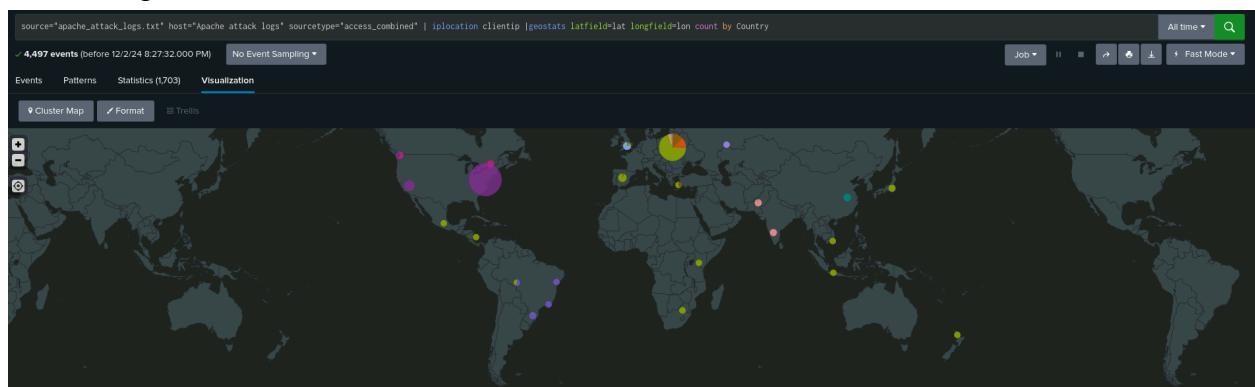 source="apache_attack_logs.txt" host="Apache attack logs" sourcetype="access_combined" | iplocation clientip |geostats latfield=lat longfield=lon count by Country
All time
4,497 events (before 12/2/24 8:27:32.000 PM)
No Event Sampling
Job
Fast Mode
Events
Patterns
Statistics (1,703)
Visualization
Cluster Map
Format
Trellis